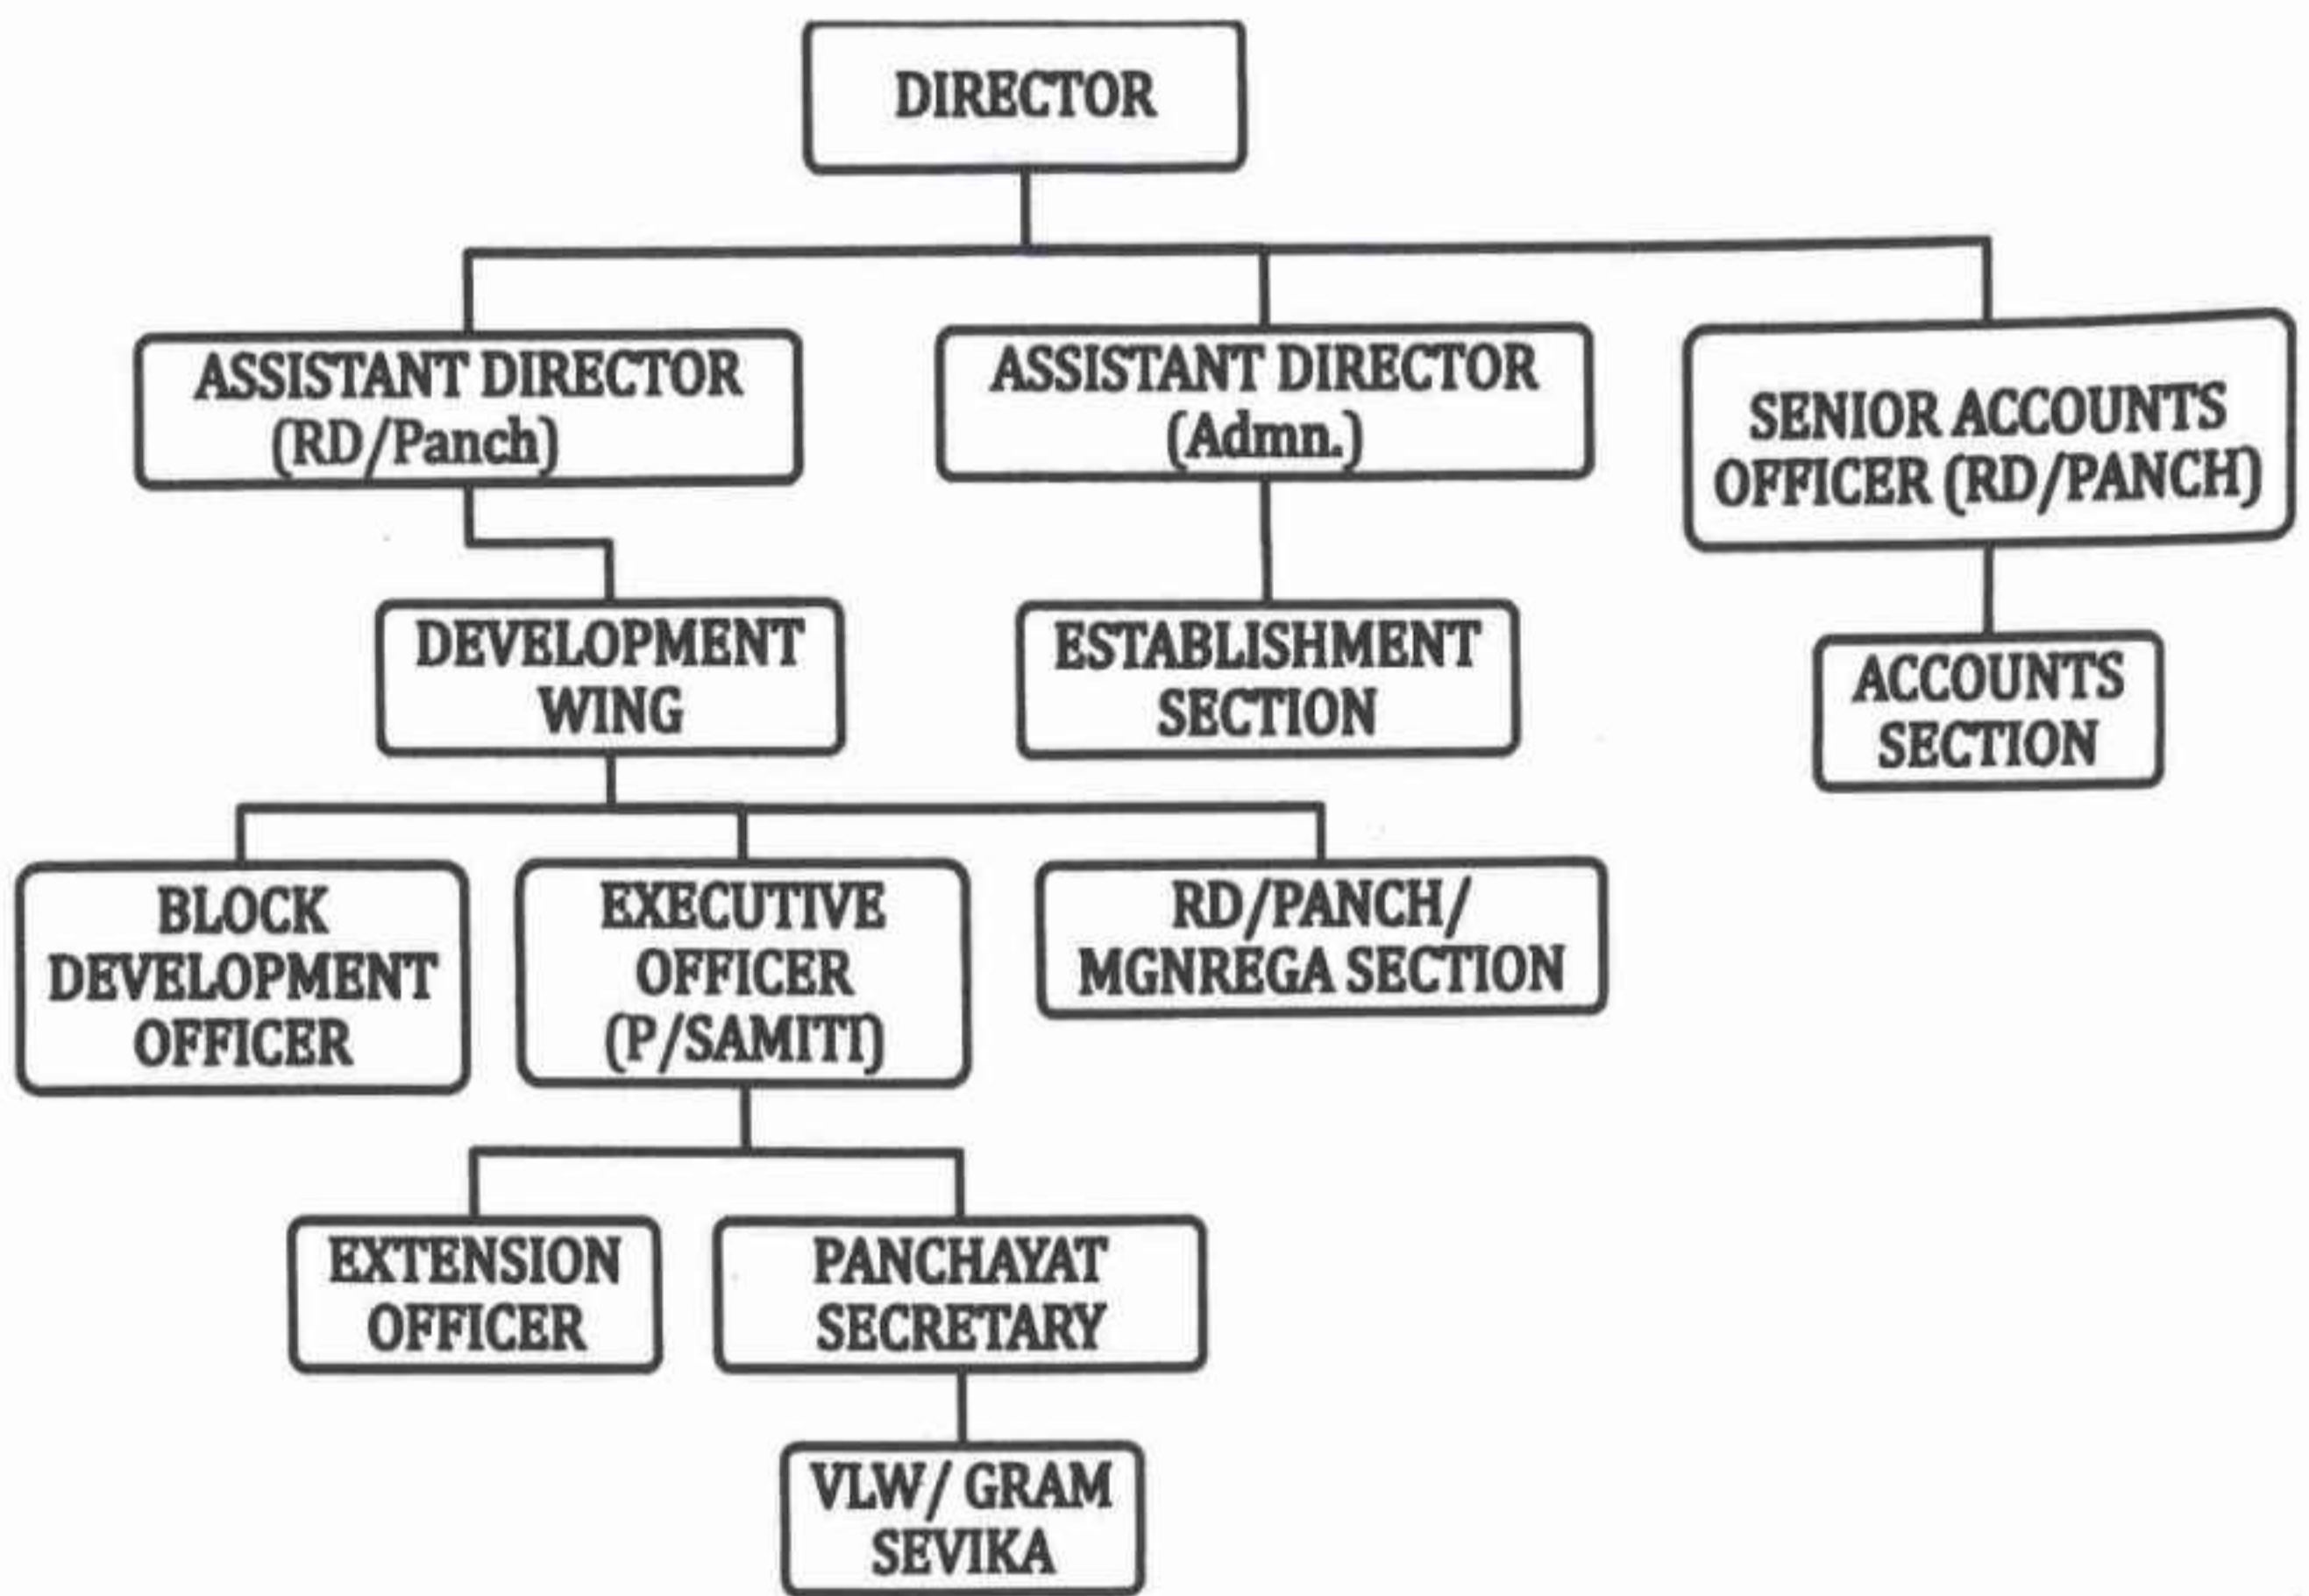 DIRECTOR
ASSISTANT DIRECTOR
(RD/Panch)
ASSISTANT DIRECTOR
(Admn.)
SENIOR ACCOUNTS
OFFICER (RD/PANCH)
DEVELOPMENT
WING
ESTABLISHMENT
SECTION
ACCOUNTS
SECTION
BLOCK
DEVELOPMENT
OFFICER
EXECUTIVE
OFFICER
(P/SAMITI)
RD/PANCH/
MGNREGA SECTION
EXTENSION
OFFICER
PANCHAYAT
SECRETARY
VLW/ GRAM
SEVIKA